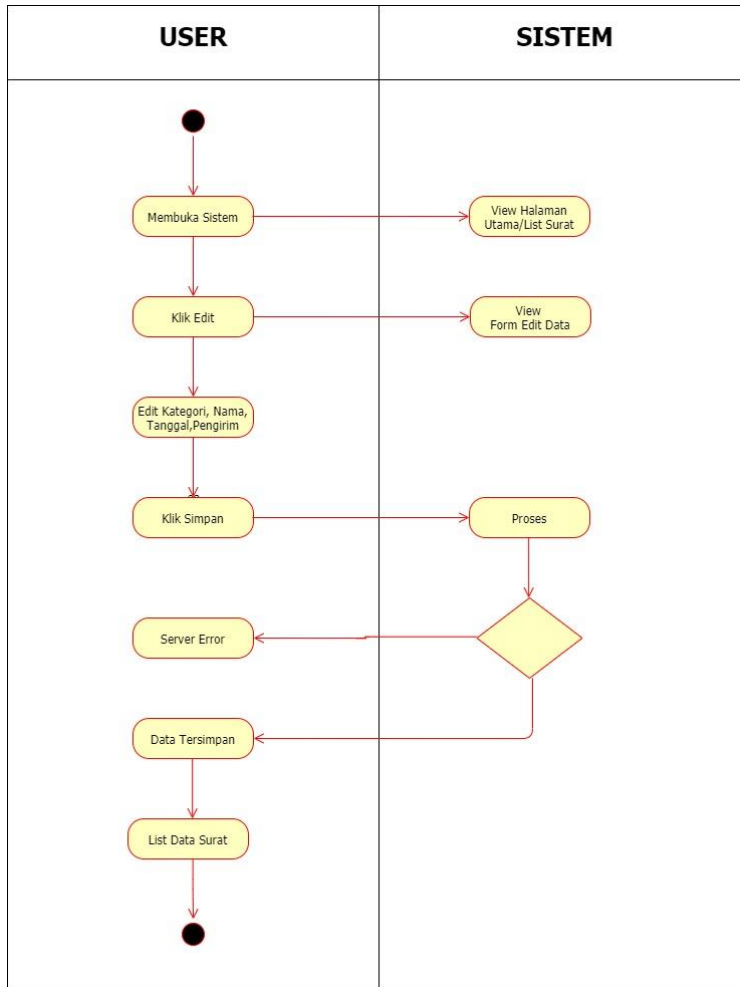 USER
SISTEM
Membuka Sistem
View Halaman
Utama/List Surat
Klik Edit
View
Form Edit Data
Edit Kategori, Nama,
Tanggal,Pengirim
Klik Simpan
Proses
Server Error
Data Tersimpan
List Data Surat